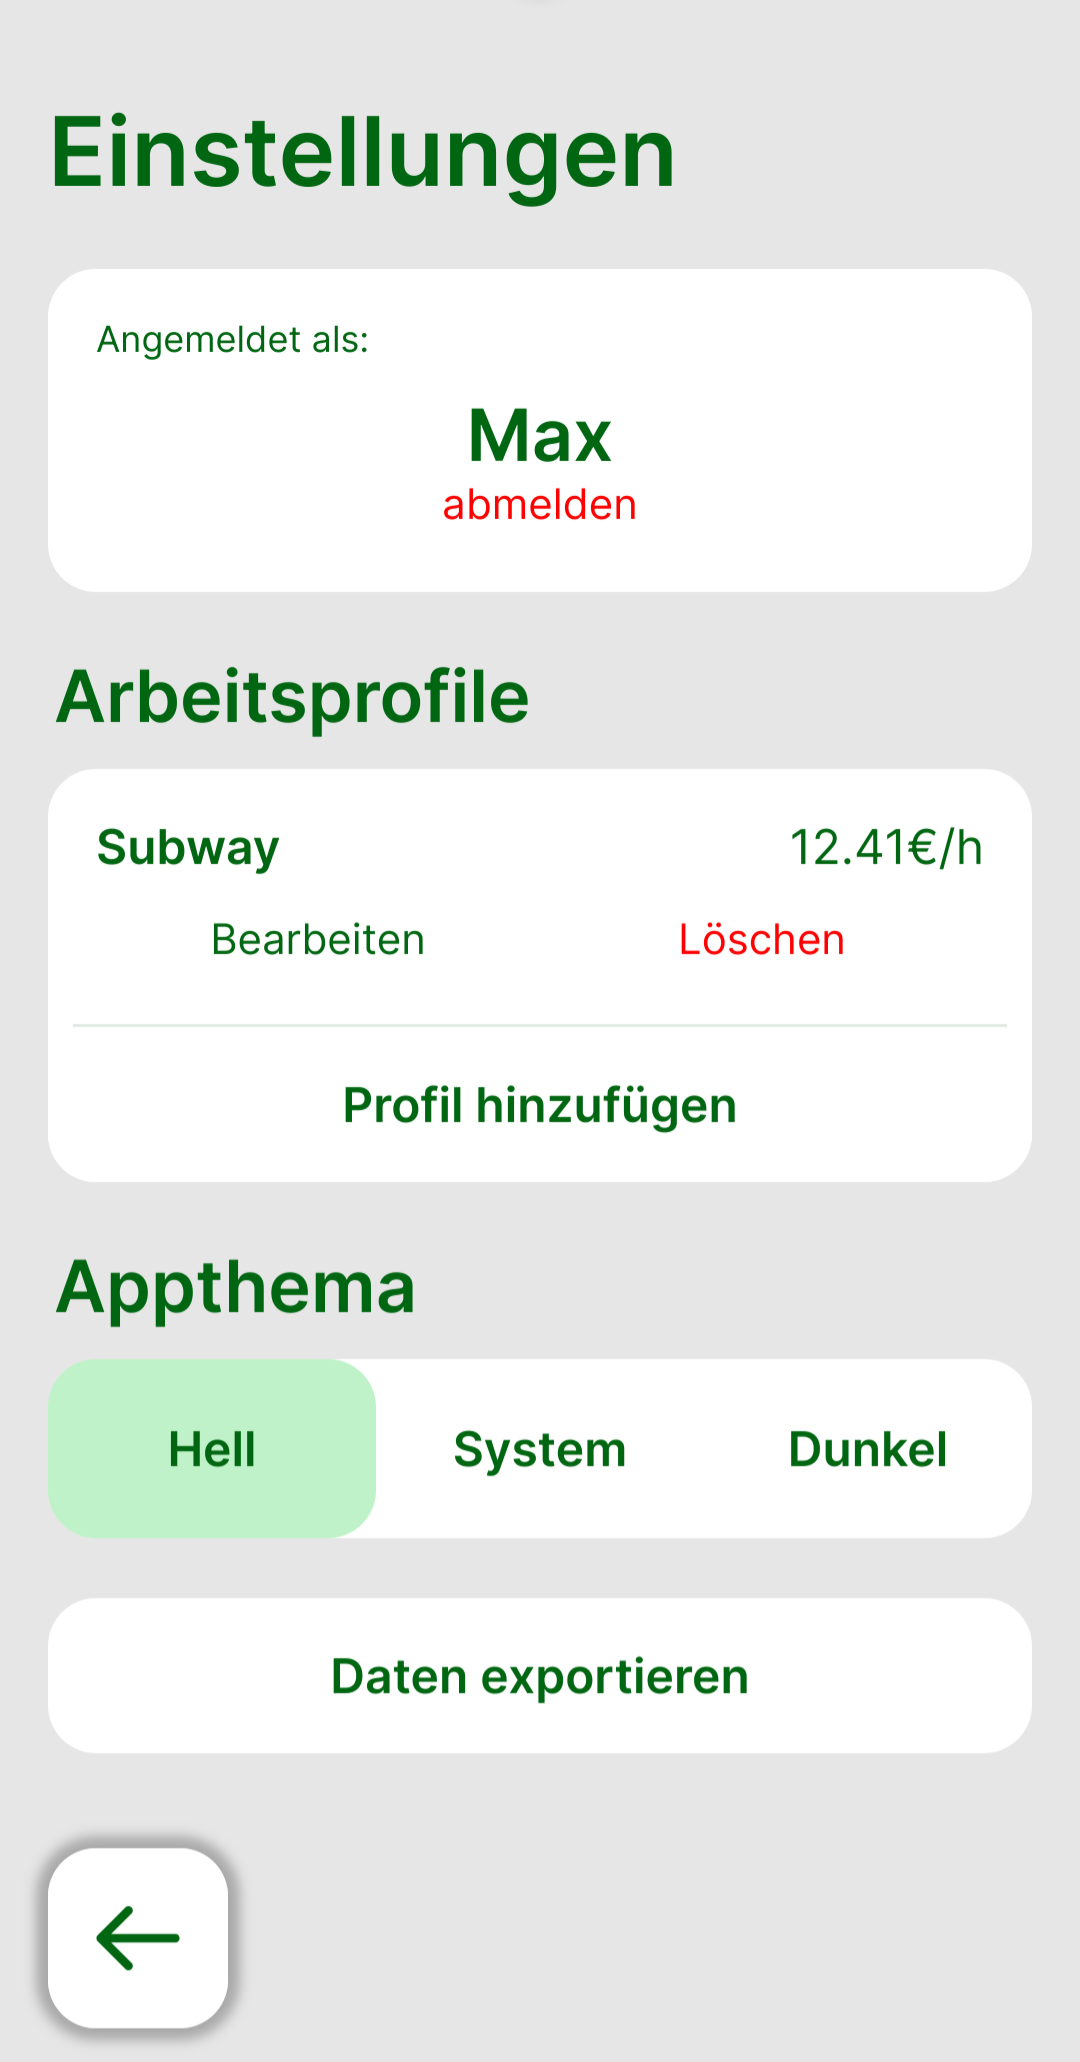 Einstellungen
Angemeldet als:
Max
abmelden
Arbeitsprofile
Subway 12.41€/h
Bearbeiten Löschen
Profil hinzufügen
Appthema
Hell System Dunkel
Daten exportieren